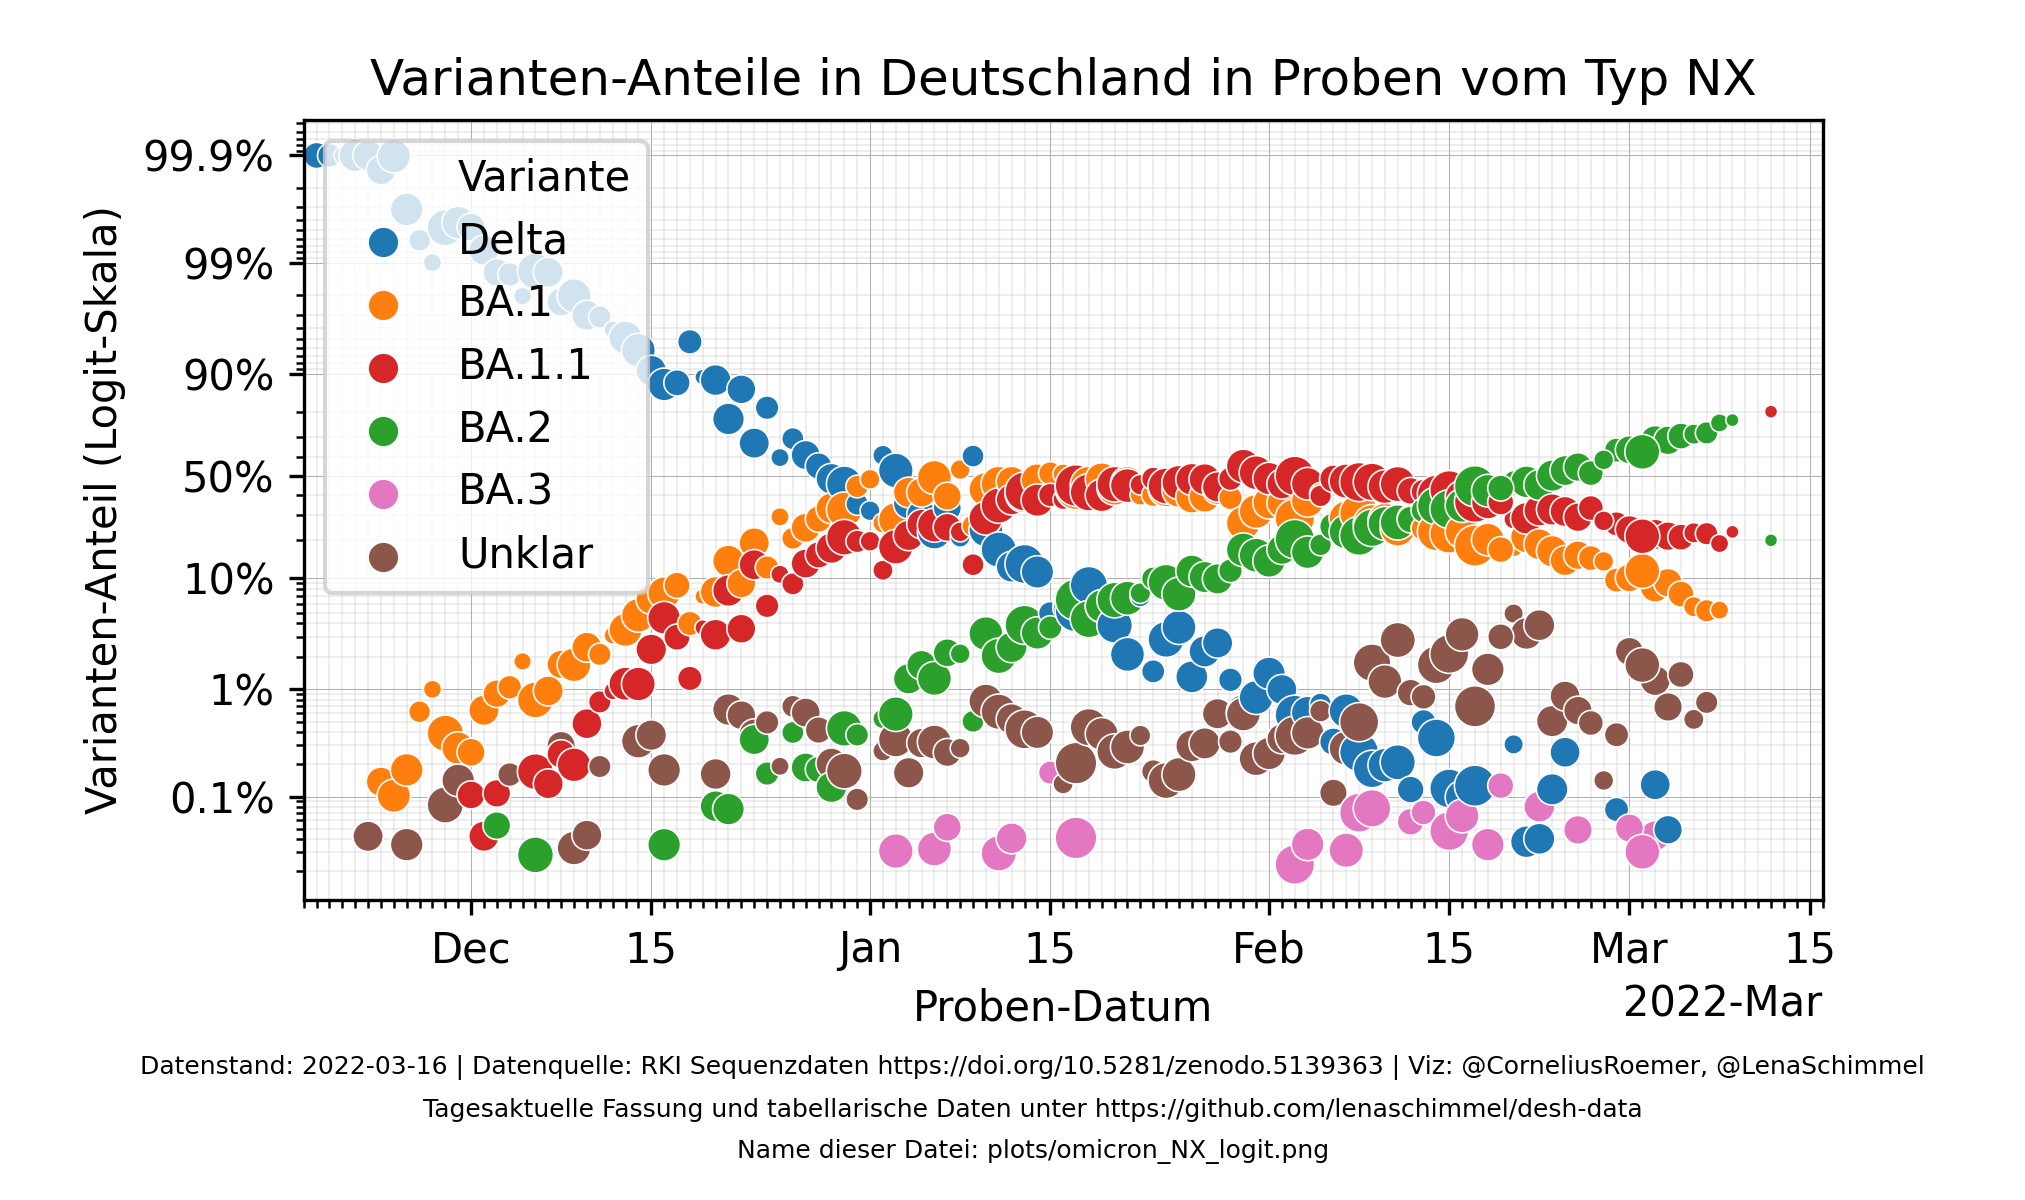 Varianten-Anteile in Deutschland in Proben vom Typ NX
Varianten-Anteil (Logit-Skala)
99.9%
99%
90%
50%
10%
1%
0.1%
Variante
Delta
BA.1
BA.1.1
BA.2
BA.3
Unklar
Dec 15 Jan 15 Feb 15 Mar 15
Proben-Datum
2022-Mar
Datenstand: 2022-03-16 | Datenquelle: RKI Sequenzdaten https://doi.org/10.5281/zenodo.5139363 | Viz: @CorneliusRoemer, @LenaSchimmel
Tagesaktuelle Fassung und tabellarische Daten unter https://github.com/lenaschimmel/desh-data
Name dieser Datei: plots/omicron_NX_logit.png